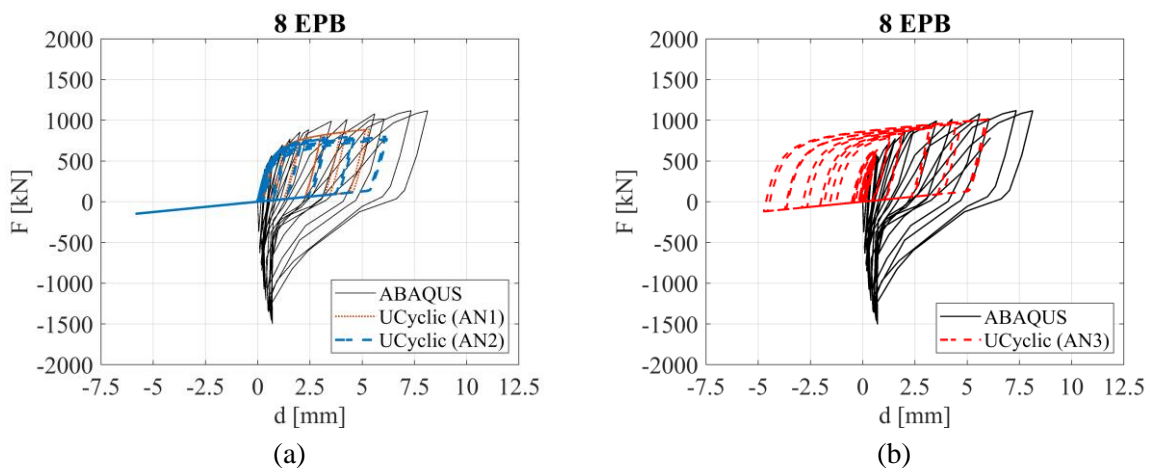 8 EPB
2000
1500
1000
500
0
-500
-1000
-1500
-2000
F [kN]
ABAQUS
UCyclic (AN1)
UCyclic (AN2)
-7.5 -5 -2.5 0 2.5 5 7.5 10 12.5
d [mm]
(a)
8 EPB
2000
1500
1000
500
0
-500
-1000
-1500
-2000
F [kN]
ABAQUS
UCyclic (AN3)
-7.5 -5 -2.5 0 2.5 5 7.5 10 12.5
d [mm]
(b)